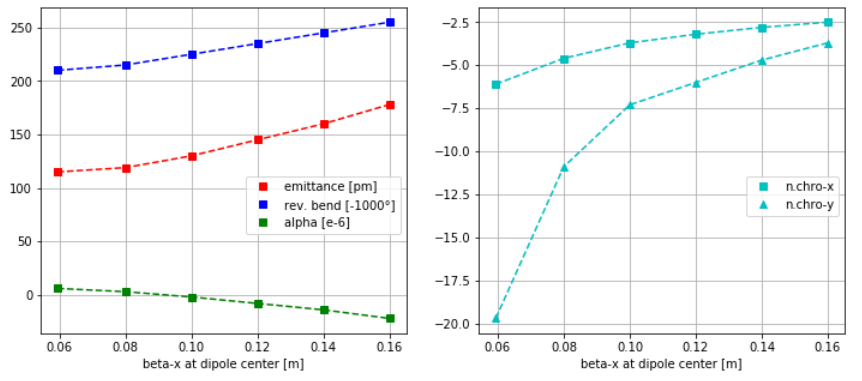 250
200
150
100
50
0
emittance [pm]
rev. bend [-1000°]
alpha [e-6]
0.06 0.08 0.10 0.12 0.14 0.16
beta-x at dipole center [m]
−2.5
−5.0
−7.5
−10.0
−12.5
−15.0
−17.5
−20.0
n.chro-x
n.chro-y
0.06 0.08 0.10 0.12 0.14 0.16
beta-x at dipole center [m]